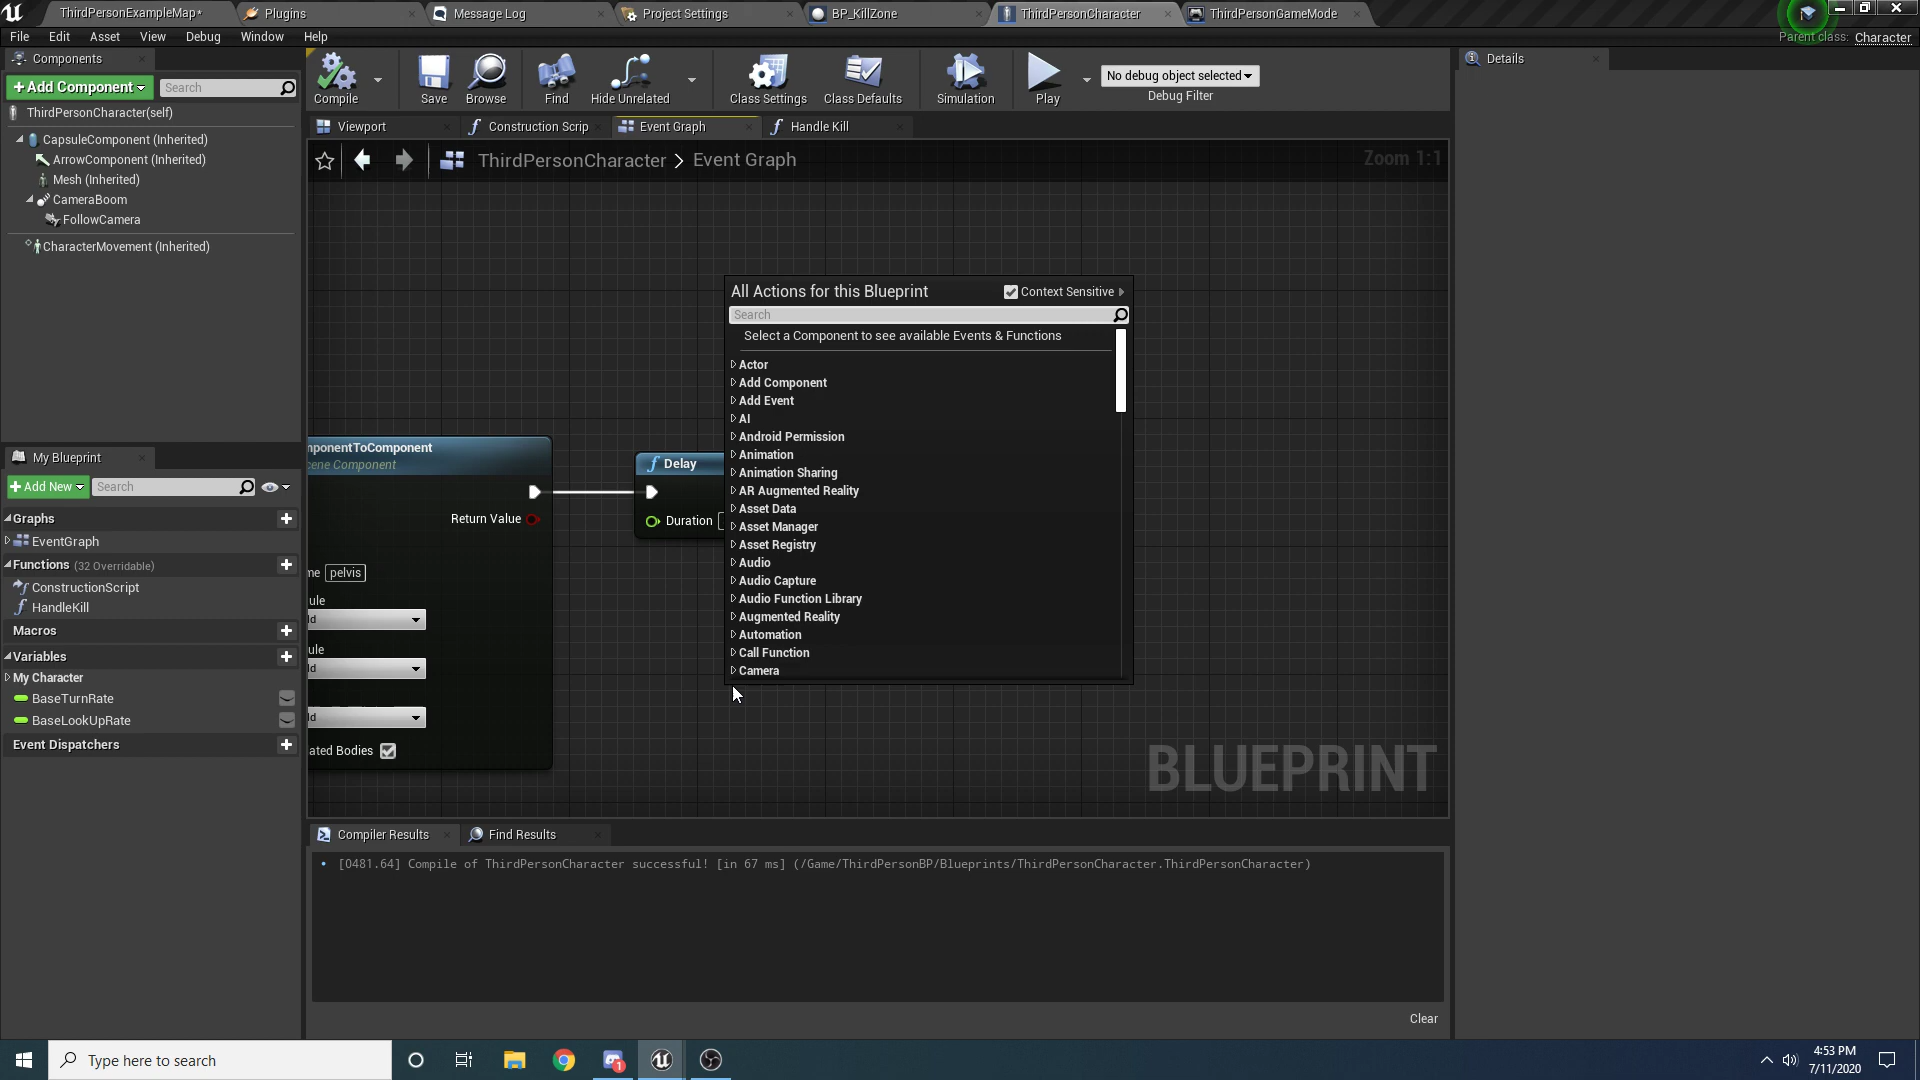 ThirdPersonExampleMap*
Plugins
Message Log
Project Settings
BP_KillZone
ThirdPersonCharacter
ThirdPersonGameMode
File Edit Asset View Debug Window Help
Parent class: Character
Components
+Add Component
Search
ThirdPersonCharacter(self)
CapsuleComponent (Inherited)
ArrowComponent (Inherited)
Mesh (Inherited)
CameraBoom
FollowCamera
CharacterMovement (Inherited)
My Blueprint
+Add New
Search
Graphs
EventGraph
Functions (32 Overridable)
ConstructionScript
HandleKill
Macros
Variables
My Character
BaseTurnRate
BaseLookUpRate
Event Dispatchers
Compile
Save
Browse
Find
Hide Unrelated
Class Settings
Class Defaults
Simulation
Play
No debug object selected
Debug Filter
Viewport
Construction Scrip
Event Graph
Handle Kill
ThirdPersonCharacter > Event Graph
Zoom 1:1
mponentToComponent
cene Component
Return Value
me pelvis
ule
ld
ule
ld
ld
ated Bodies
Delay
Duration
All Actions for this Blueprint
Context Sensitive
Search
Select a Component to see available Events & Functions
Actor
Add Component
Add Event
AI
Android Permission
Animation
Animation Sharing
AR Augmented Reality
Asset Data
Asset Manager
Asset Registry
Audio
Audio Capture
Audio Function Library
Augmented Reality
Automation
Call Function
Camera
BLUEPRINT
Compiler Results
Find Results
[0481.64] Compile of ThirdPersonCharacter successful! [in 67 ms] (/Game/ThirdPersonBP/Blueprints/ThirdPersonCharacter.ThirdPersonCharacter)
Clear
Details
Type here to search
1
4:53 PM
7/11/2020